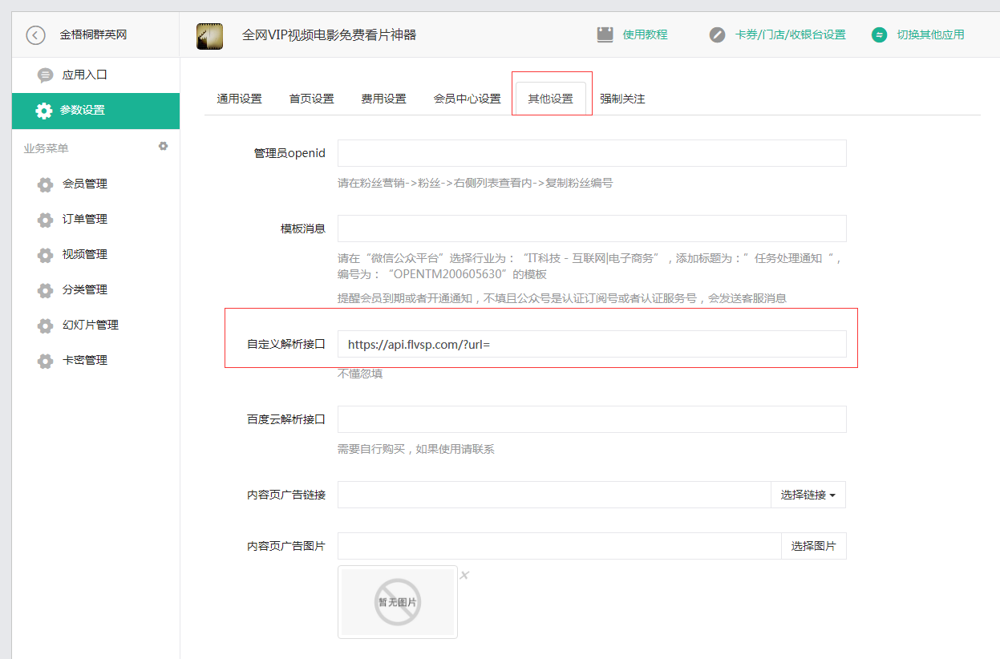 金梧桐群英网
全网VIP视频电影免费看片神器
使用教程
卡券/门店/收银台设置
切换其他应用
应用入口
参数设置
业务菜单
会员管理
订单管理
视频管理
分类管理
幻灯片管理
卡密管理
通用设置
首页设置
费用设置
会员中心设置
其他设置
强制关注
管理员openid
请在粉丝营销->粉丝->右侧列表查看内->复制粉丝编号
模板消息
请在“微信公众平台”选择行业为：“IT科技 - 互联网|电子商务”，添加标题为：”任务处理通知“，
编号为：“OPENTM200605630”的模板
提醒会员到期或者开通通知，不填且公众号是认证订阅号或者认证服务号，会发送客服消息
自定义解析接口
https://api.flvsp.com/?url=
不懂忽填
百度云解析接口
需要自行购买，如果使用请联系
内容页广告链接
选择链接
内容页广告图片
选择图片
暂无图片